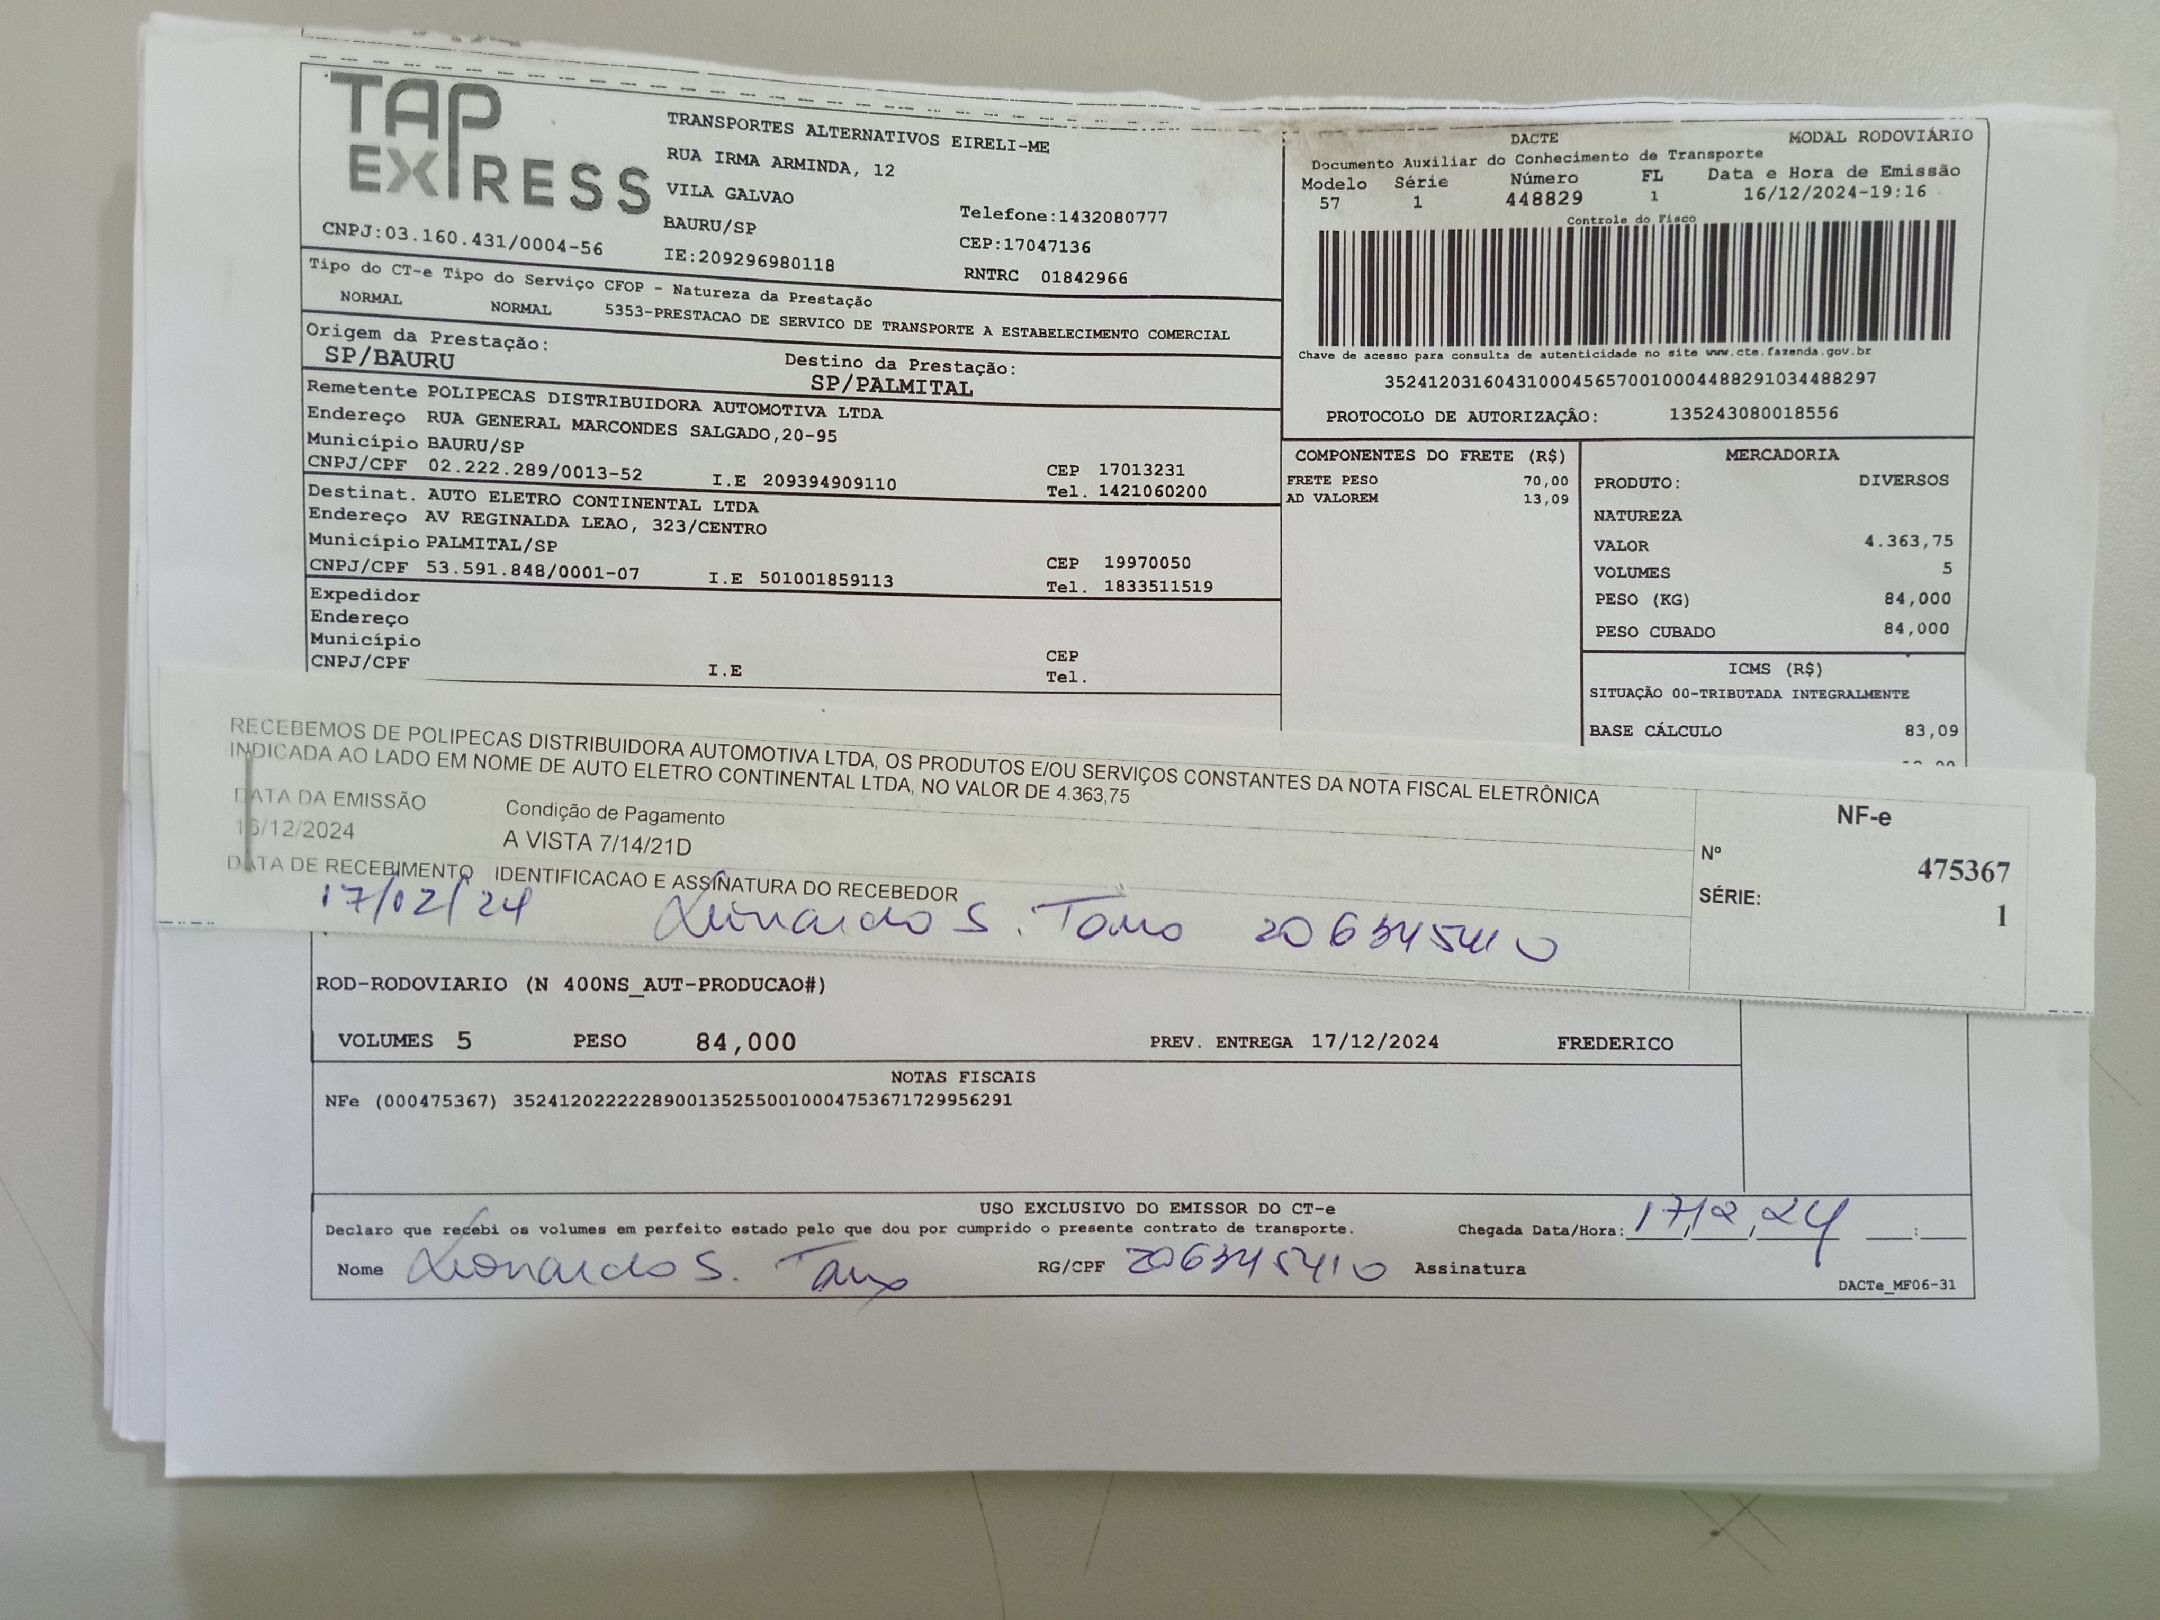 TAP EXPRESS
TRANSPORTES ALTERNATIVOS EIRELI-ME
RUA IRMA ARMINDA, 12
VILA GALVAO
BAURU/SP Telefone:1432080777
CEP:17047136
CNPJ:03.160.431/0004-56 IE:209296980118 RNTRC 01842966
Tipo do CT-e Tipo do Serviço CFOP - Natureza da Prestação
NORMAL NORMAL 5353-PRESTACAO DE SERVICO DE TRANSPORTE A ESTABELECIMENTO COMERCIAL
Origem da Prestação: Destino da Prestação:
SP/BAURU SP/PALMITAL
Remetente POLIPECAS DISTRIBUIDORA AUTOMOTIVA LTDA
Endereço RUA GENERAL MARCONDES SALGADO,20-95
Município BAURU/SP CEP 17013231
CNPJ/CPF 02.222.289/0013-52 I.E 209394909110 Tel. 1421060200
Destinat. AUTO ELETRO CONTINENTAL LTDA
Endereço AV REGINALDA LEAO, 323/CENTRO
Município PALMITAL/SP CEP 19970050
CNPJ/CPF 53.591.848/0001-07 I.E 501001859113 Tel. 1833511519
Expedidor
Endereço
Município CEP
CNPJ/CPF I.E Tel.
DACTE MODAL RODOVIÁRIO
Documento Auxiliar do Conhecimento de Transporte
Modelo Série Número FL Data e Hora de Emissão
57 1 448829 1 16/12/2024-19:16
Controle do Fisco
Chave de acesso para consulta de autenticidade no site www.cte.fazenda.gov.br
35241203160431000456570010004488291034488297
PROTOCOLO DE AUTORIZAÇÂO: 135243080018556
COMPONENTES DO FRETE (R$)
FRETE PESO 70,00
AD VALOREM 13,09
MERCADORIA
PRODUTO: DIVERSOS
NATUREZA
VALOR 4.363,75
VOLUMES 5
PESO (KG) 84,000
PESO CUBADO 84,000
ICMS (R$)
SITUAÇÃO 00-TRIBUTADA INTEGRALMENTE
BASE CÁLCULO 83,09
RECEBEMOS DE POLIPECAS DISTRIBUIDORA AUTOMOTIVA LTDA, OS PRODUTOS E/OU SERVIÇOS CONSTANTES DA NOTA FISCAL ELETRÔNICA
INDICADA AO LADO EM NOME DE AUTO ELETRO CONTINENTAL LTDA, NO VALOR DE 4.363,75
DATA DA EMISSÃO Condição de Pagamento
16/12/2024 A VISTA 7/14/21D
DATA DE RECEBIMENTO IDENTIFICACAO E ASSINATURA DO RECEBEDOR
17/12/24 Leonardo S. 206345410
NF-e
Nº 475367
SÉRIE: 1
ROD-RODOVIARIO (N 400NS_AUT-PRODUCAO#)
VOLUMES 5 PESO 84,000 PREV. ENTREGA 17/12/2024 FREDERICO
NOTAS FISCAIS
NFe (000475367) 35241202222289001352550010004753671729956291
USO EXCLUSIVO DO EMISSOR DO CT-e
Declaro que recebi os volumes em perfeito estado pelo que dou por cumprido o presente contrato de transporte. Chegada Data/Hora: 17/12/24
Nome Leonardo S. RG/CPF 206345410 Assinatura
DACTe_MF06-31